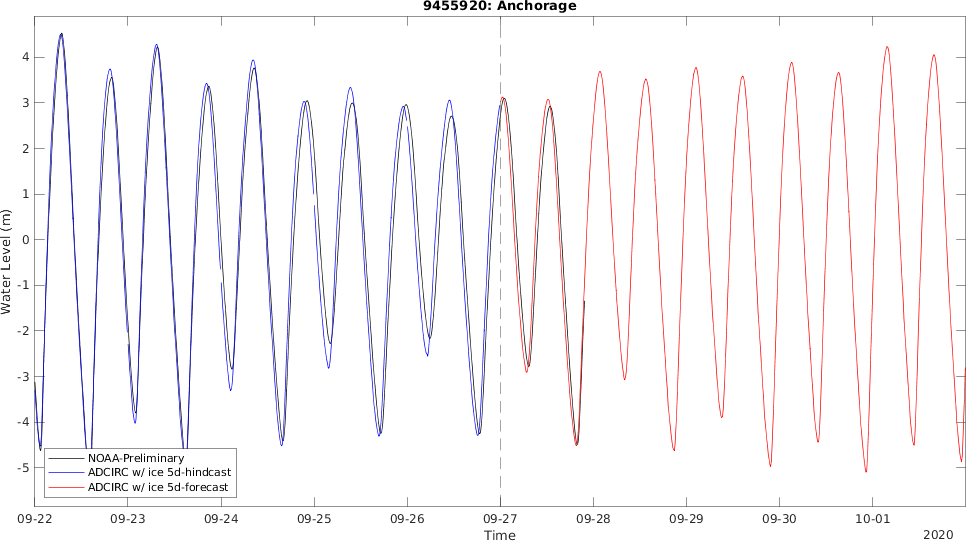 9455920: Anchorage
Water Level (m)
4
3
2
1
0
-1
-2
-3
-4
-5
NOAA-Preliminary
ADCIRC w/ ice 5d-hindcast
ADCIRC w/ ice 5d-forecast
09-22 09-23 09-24 09-25 09-26 09-27 09-28 09-29 09-30 10-01
Time
2020